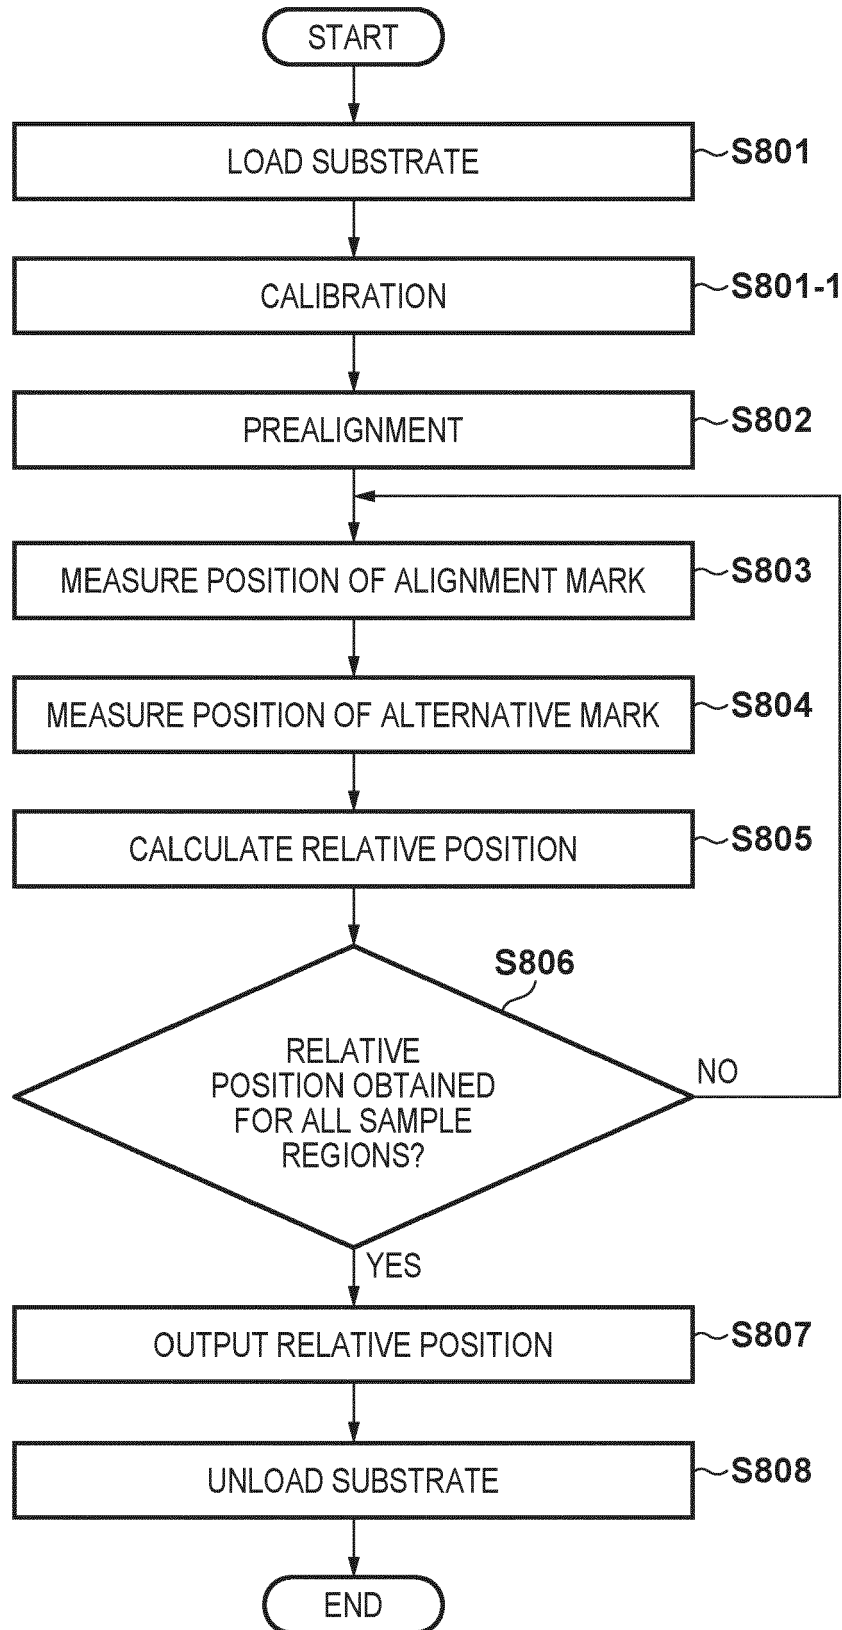 START
LOAD SUBSTRATE
S801
CALIBRATION
S801-1
PREALIGNMENT
S802
MEASURE POSITION OF ALIGNMENT MARK
S803
MEASURE POSITION OF ALTERNATIVE MARK
S804
CALCULATE RELATIVE POSITION
S805
S806
RELATIVE
POSITION OBTAINED
FOR ALL SAMPLE
REGIONS?
NO
YES
OUTPUT RELATIVE POSITION
S807
UNLOAD SUBSTRATE
S808
END